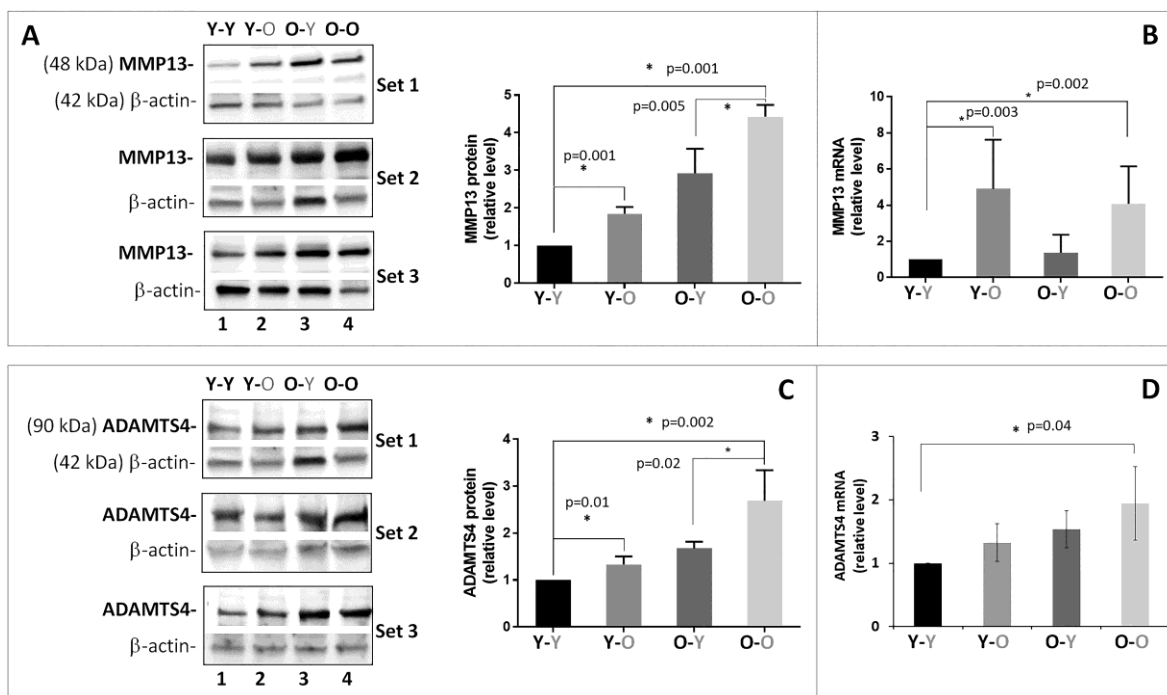 A
Y-Y Y-O O-Y O-O
(48 kDa) MMP13-
(42 kDa) β-actin-
Set 1
MMP13-
β-actin-
Set 2
MMP13-
β-actin-
Set 3
1 2 3 4
MMP13 protein
(relative level)
5
4
3
2
1
0
* p=0.001
p=0.005
*
p=0.001
*
Y-Y Y-O O-Y O-O
B
MMP13 mRNA
(relative level)
10
8
6
4
2
0
* p=0.002
* p=0.003
Y-Y Y-O O-Y O-O
Y-Y Y-O O-Y O-O
(90 kDa) ADAMTS4-
(42 kDa) β-actin-
Set 1
ADAMTS4-
β-actin-
Set 2
ADAMTS4-
β-actin-
Set 3
1 2 3 4
C
ADAMTS4 protein
(relative level)
4
3
2
1
0
* p=0.002
p=0.02
*
p=0.01
*
Y-Y Y-O O-Y O-O
D
ADAMTS4 mRNA
(relative level)
3
2
1
0
* p=0.04
Y-Y Y-O O-Y O-O